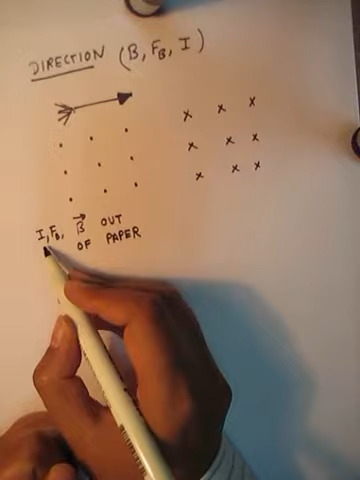 DIRECTION (B, FB, I)
x x x
x x x
x x x
I, FB, B⃗ OUT
OF PAPER